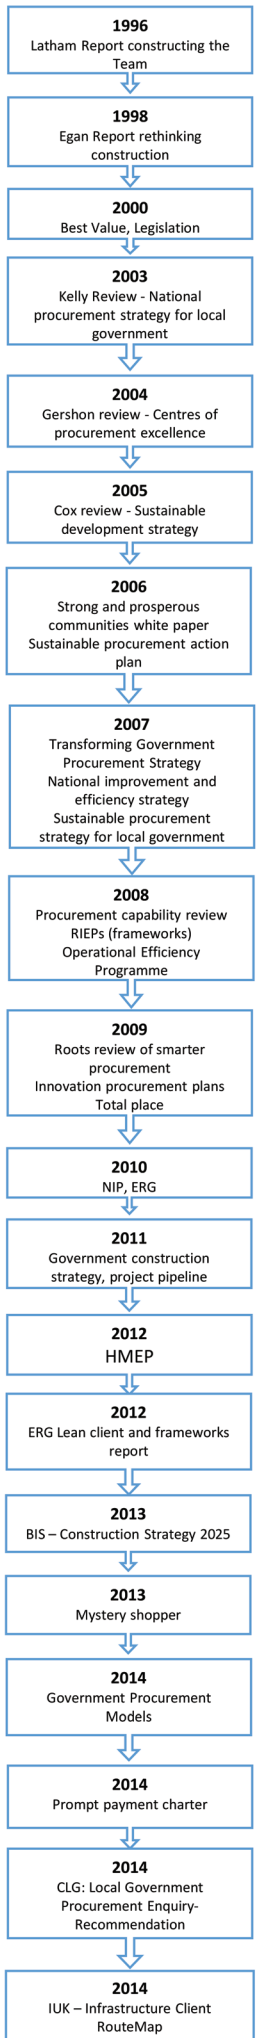 1996
Latham Report constructing the
Team
1998
Egan Report rethinking
construction
2000
Best Value, Legislation
2003
Kelly Review - National
procurement strategy for local
government
2004
Gershon review - Centres of
procurement excellence
2005
Cox review - Sustainable
development strategy
2006
Strong and prosperous
communities white paper
Sustainable procurement action
plan
2007
Transforming Government
Procurement Strategy
National improvement and
efficiency strategy
Sustainable procurement
strategy for local government
2008
Procurement capability review
RIEPs (frameworks)
Operational Efficiency
Programme
2009
Roots review of smarter
procurement
Innovation procurement plans
Total place
2010
NIP, ERG
2011
Government construction
strategy, project pipeline
2012
HMEP
2012
ERG Lean client and frameworks
report
2013
BIS – Construction Strategy 2025
2013
Mystery shopper
2014
Government Procurement
Models
2014
Prompt payment charter
2014
CLG: Local Government
Procurement Enquiry-
Recommendation
2014
IUK – Infrastructure Client
RouteMap